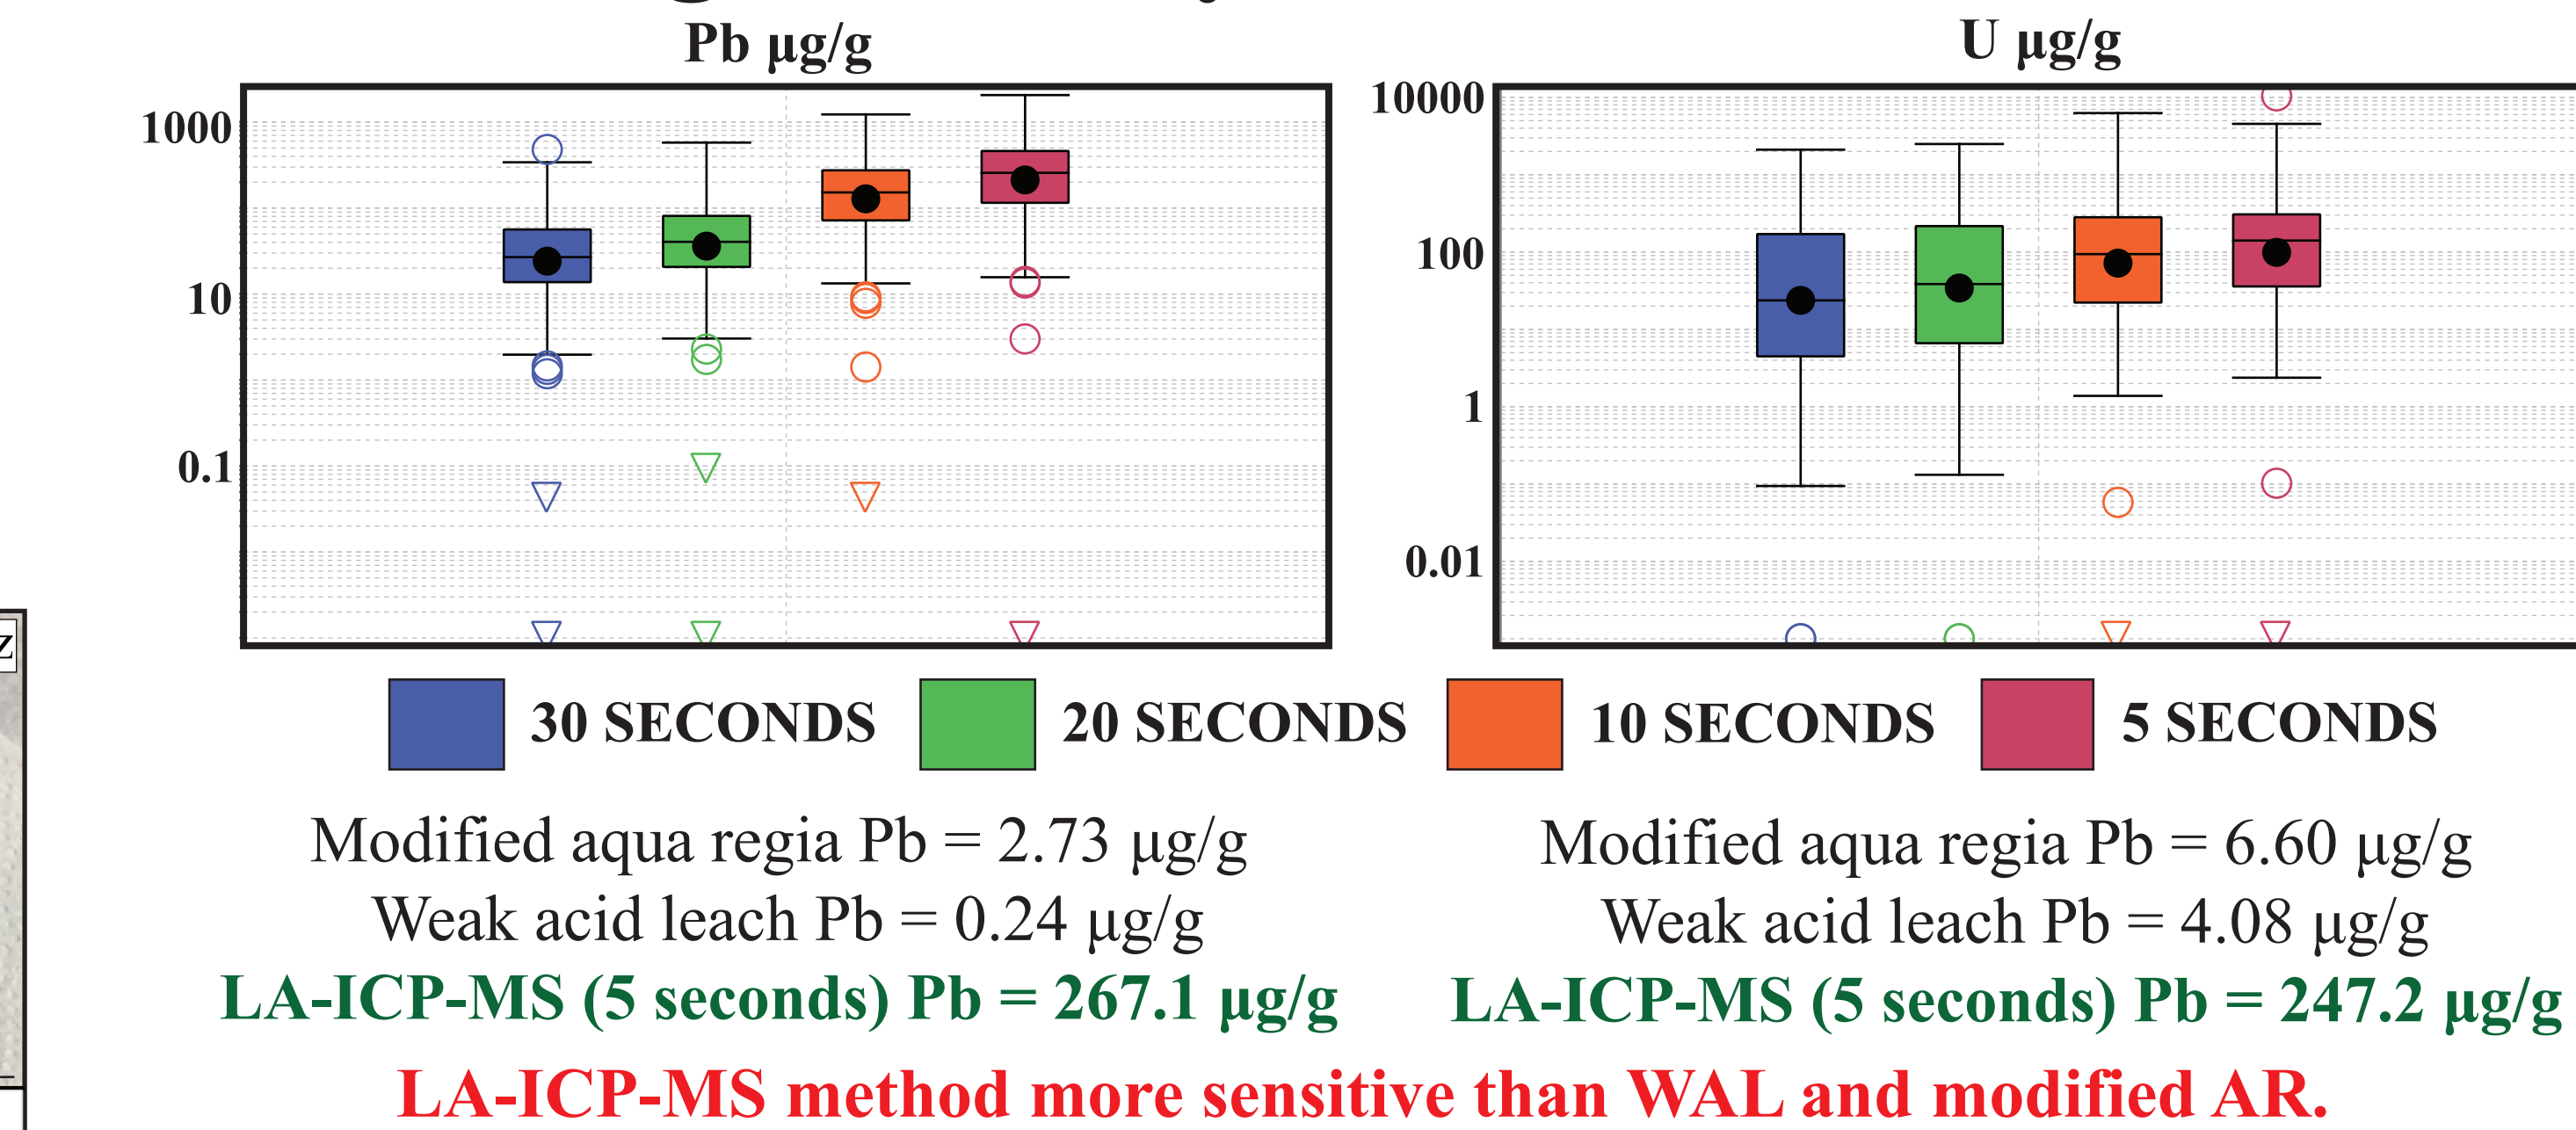 Pb µg/g
U µg/g
1000
10
0.1
10000
100
1
0.01
z
30 SECONDS 20 SECONDS 10 SECONDS 5 SECONDS
Modified aqua regia Pb = 2.73 µg/g
Weak acid leach Pb = 0.24 µg/g
LA-ICP-MS (5 seconds) Pb = 267.1 µg/g
Modified aqua regia Pb = 6.60 µg/g
Weak acid leach Pb = 4.08 µg/g
LA-ICP-MS (5 seconds) Pb = 247.2 µg/g
LA-ICP-MS method more sensitive than WAL and modified AR.